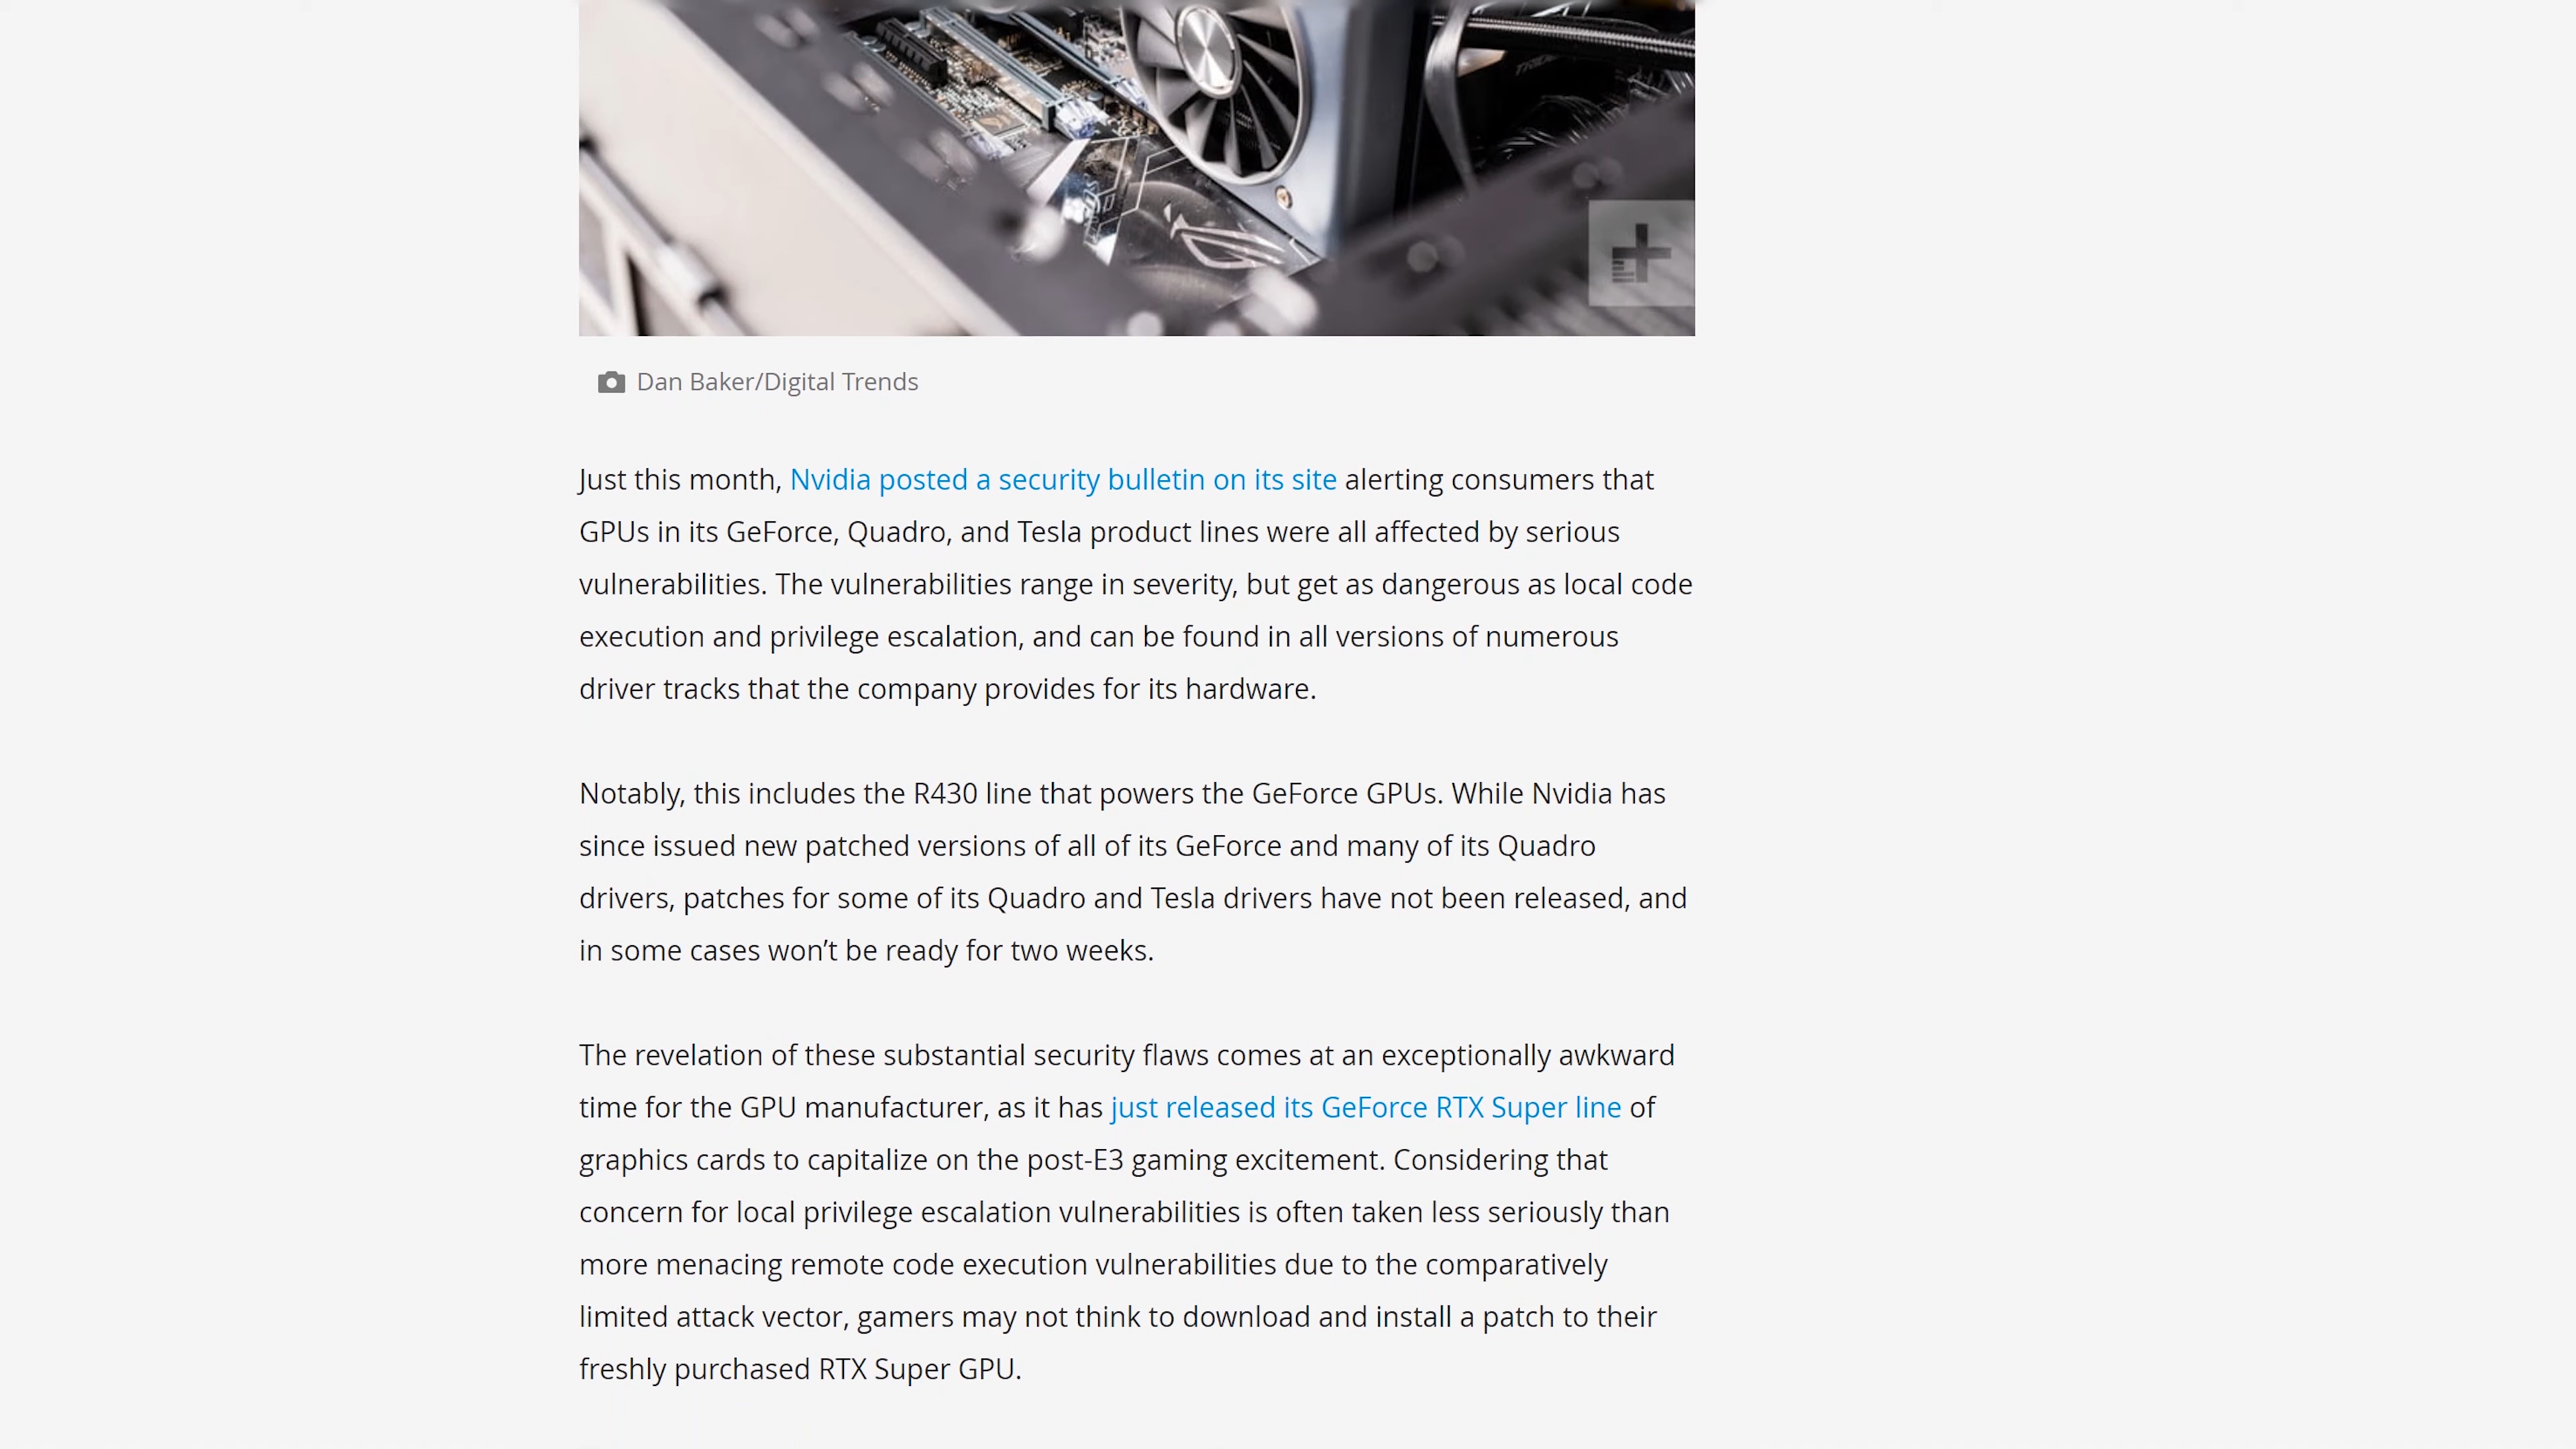 Dan Baker/Digital Trends
Just this month, Nvidia posted a security bulletin on its site alerting consumers that
GPUs in its GeForce, Quadro, and Tesla product lines were all affected by serious
vulnerabilities. The vulnerabilities range in severity, but get as dangerous as local code
execution and privilege escalation, and can be found in all versions of numerous
driver tracks that the company provides for its hardware.
Notably, this includes the R430 line that powers the GeForce GPUs. While Nvidia has
since issued new patched versions of all of its GeForce and many of its Quadro
drivers, patches for some of its Quadro and Tesla drivers have not been released, and
in some cases won’t be ready for two weeks.
The revelation of these substantial security flaws comes at an exceptionally awkward
time for the GPU manufacturer, as it has just released its GeForce RTX Super line of
graphics cards to capitalize on the post-E3 gaming excitement. Considering that
concern for local privilege escalation vulnerabilities is often taken less seriously than
more menacing remote code execution vulnerabilities due to the comparatively
limited attack vector, gamers may not think to download and install a patch to their
freshly purchased RTX Super GPU.